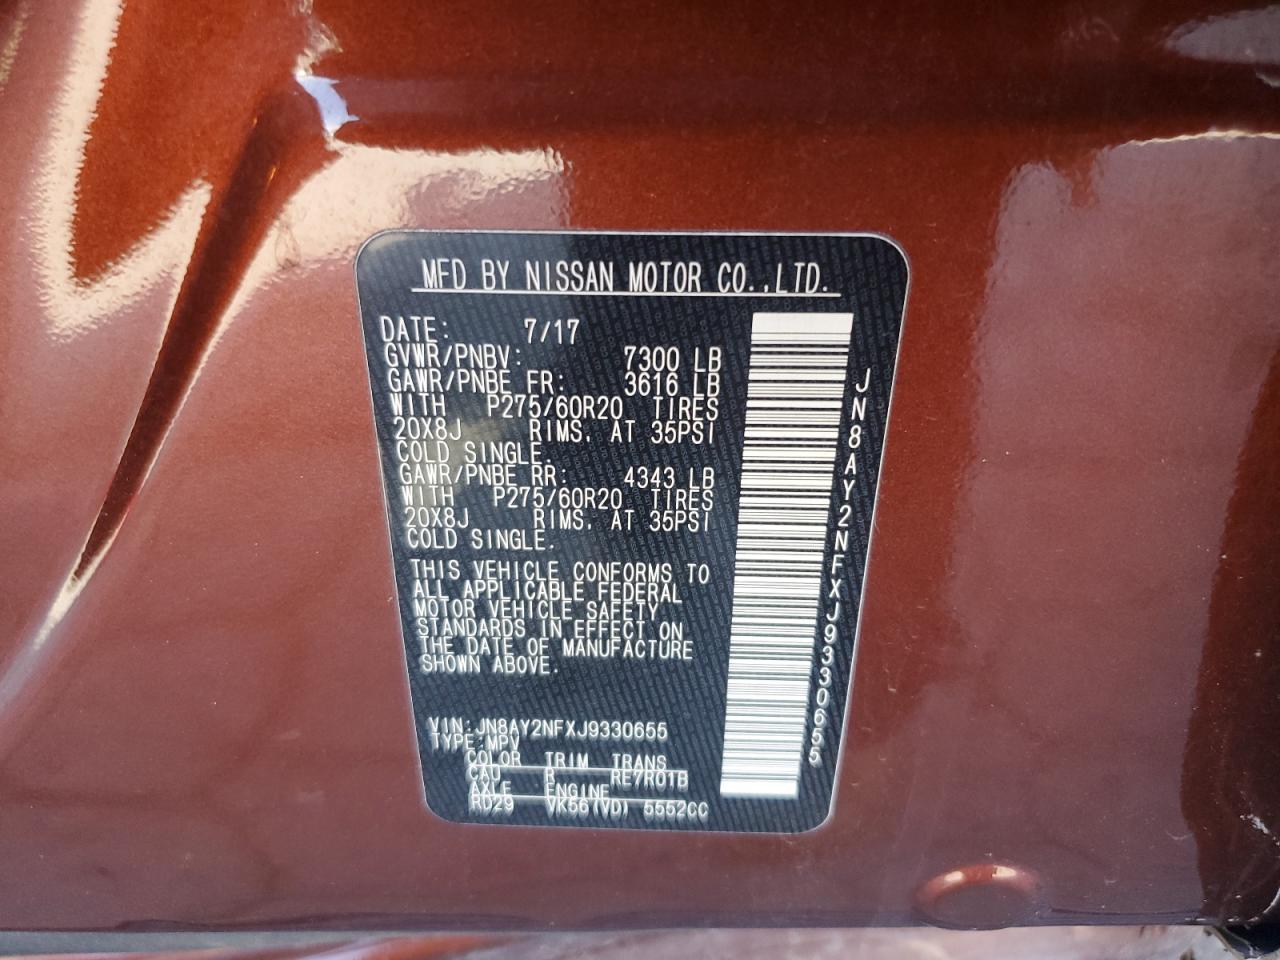 MFD BY NISSAN MOTOR CO.,LTD.
DATE: 7/17
GVWR/PNBV: 7300 LB
GAWR/PNBE FR: 3616 LB
WITH P275/60R20 TIRES
20X8J RIMS, AT 35PSI
COLD SINGLE.
GAWR/PNBE RR: 4343 LB
WITH P275/60R20 TIRES
20X8J RIMS, AT 35PSI
COLD SINGLE.
THIS VEHICLE CONFORMS TO
ALL APPLICABLE FEDERAL
MOTOR VEHICLE SAFETY
STANDARDS IN EFFECT ON
THE DATE OF MANUFACTURE
SHOWN ABOVE.
VIN:JN8AY2NFXJ9330655
TYPE:MPV
COLOR TRIM TRANS
CAU R RE7R01B
AXLE ENGINE
RD29 VK56(VD) 5552CC
JN8AY2NFXJ9330655